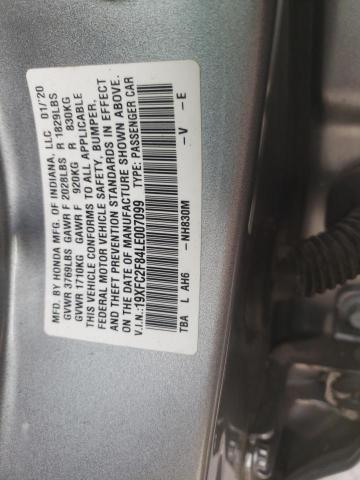 MFD. BY HONDA MFG. OF INDIANA, LLC 01/'20
GVWR 3769LBS GAWR F 2028LBS R 1829LBS
GVWR 1710KG GAWR F 920KG R 830KG
THIS VEHICLE CONFORMS TO ALL APPLICABLE
FEDERAL MOTOR VEHICLE SAFETY, BUMPER,
AND THEFT PREVENTION STANDARDS IN EFFECT
ON THE DATE OF MANUFACTURE SHOWN ABOVE.
V.I.N.:19XFC2F84LE007099 TYPE: PASSENGER CAR
TBA L AH6 -NH830M -V -E